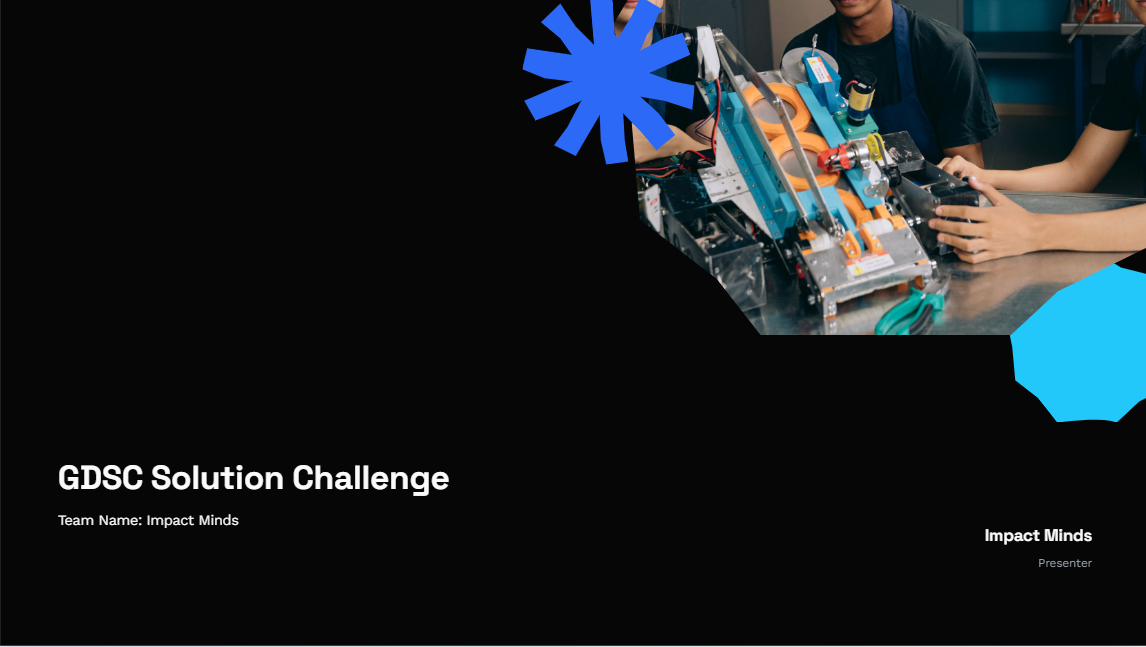 GDSC Solution Challenge
Team Name: Impact Minds
Impact Minds
Presenter